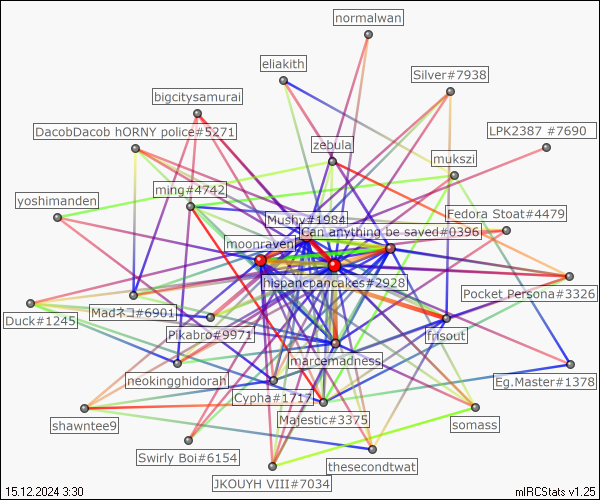 normalwan
eliakith
Silver#7938
bigcitysamurai
DacobDacob hORNY police#5271
LPK2387 #7690
zebula
mukszi
ming#4742
yoshimanden
Mushy#1984
Fedora Stoat#4479
Can anything be saved#0396
moonraven
hispanicpancakes#2928
Pocket Persona#3326
Madネコ#6901
Duck#1245
Pikabro#9971
frisout
marcemadness
neokingghidorah
Eg.Master#1378
Cypha#1717
Majestic#3375
shawntee9
somass
Swirly Boi#6154
thesecondtwat
JKOUYH VIII#7034
15.12.2024 3:30
mIRCStats v1.25